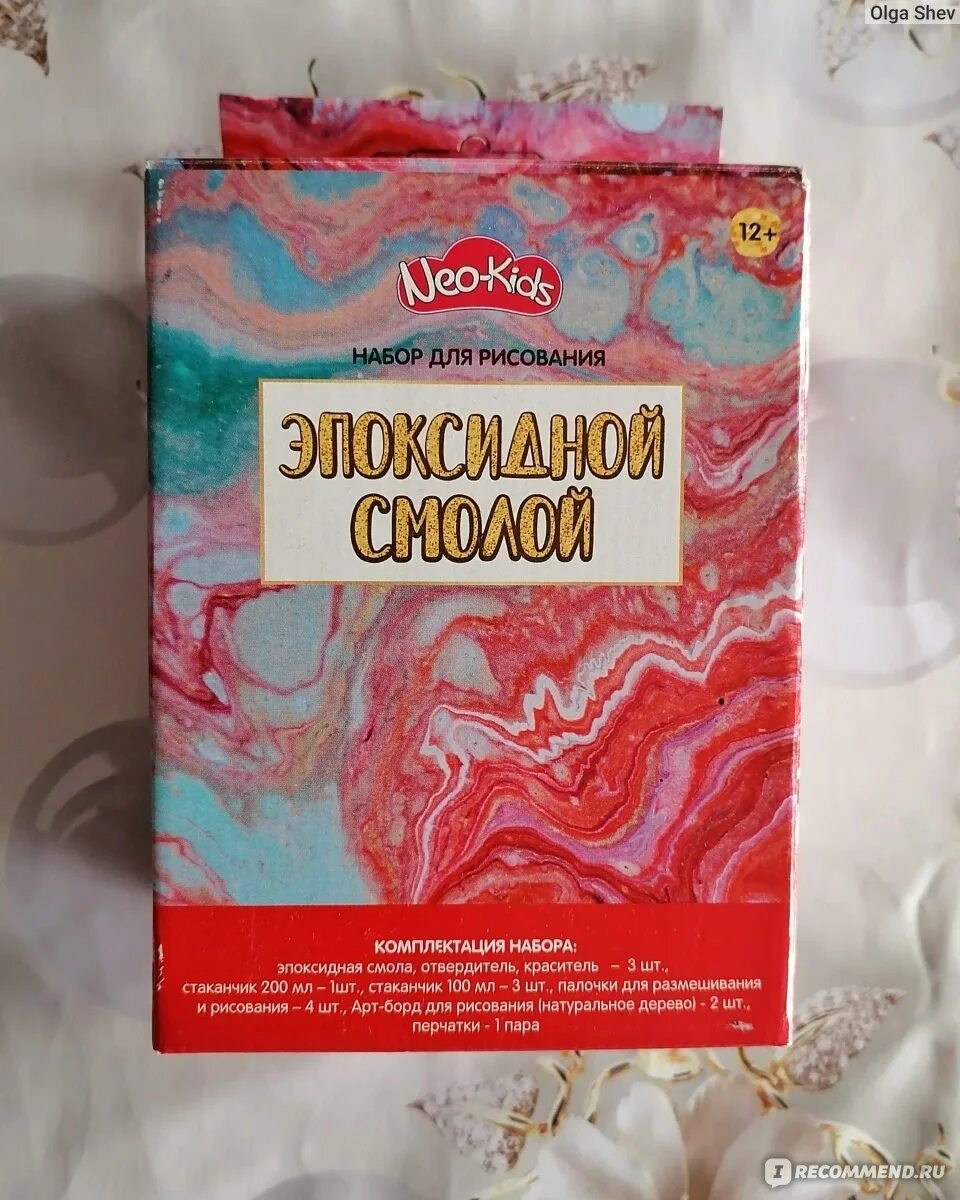 Olga Shev
12+
Neo-Kids
НАБОР ДЛЯ РИСОВАНИЯ
ЭПОКСИДНОЙ
СМОЛОЙ
КОМПЛЕКТАЦИЯ НАБОРА:
эпоксидная смола, отвердитель, краситель – 3 шт.,
стаканчик 200 мл – 1шт., стаканчик 100 мл – 3 шт., палочки для размешивания
и рисования – 4 шт., Арт-борд для рисования (натуральное дерево) - 2 шт.,
перчатки - 1 пара
I RECOMMEND.RU